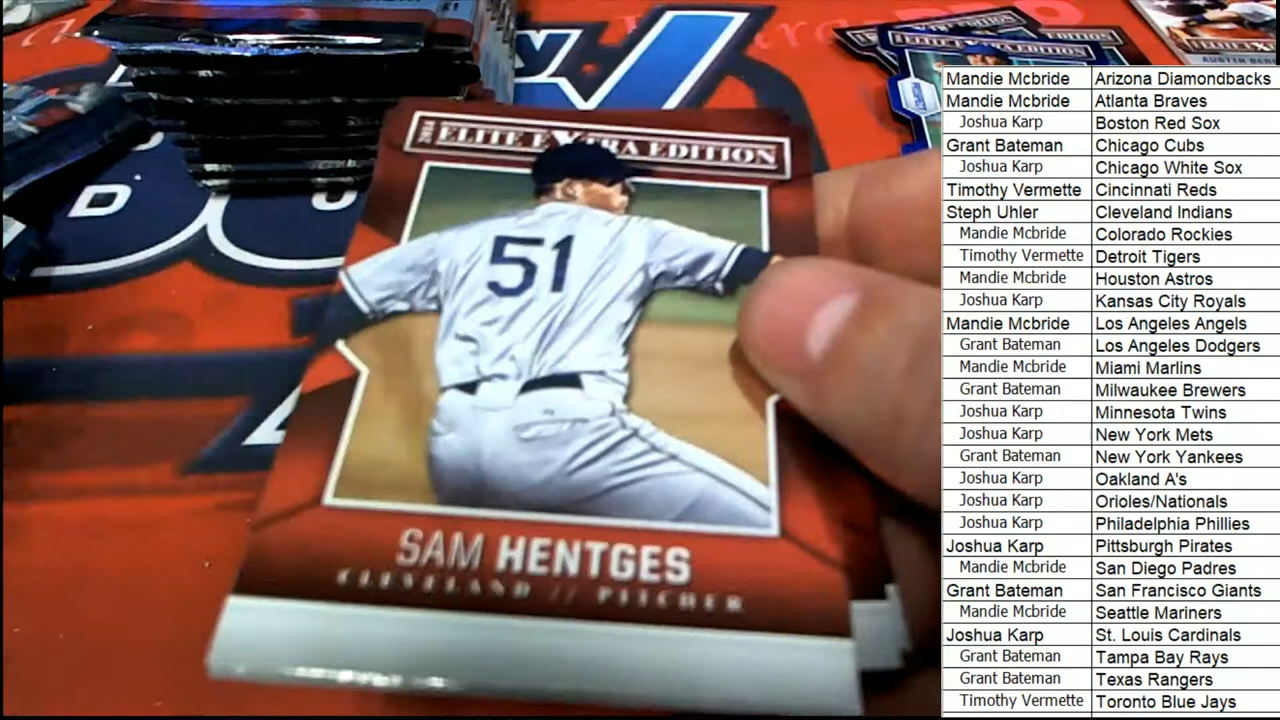 2014 ELITE EXTRA EDITION
51
SAM HENTGES
CLEVELAND // PITCHER
ELITE EXTRA EDITION
Mandie Mcbride Arizona Diamondbacks
Mandie Mcbride Atlanta Braves
Joshua Karp Boston Red Sox
Grant Bateman Chicago Cubs
Joshua Karp Chicago White Sox
Timothy Vermette Cincinnati Reds
Steph Uhler Cleveland Indians
Mandie Mcbride Colorado Rockies
Timothy Vermette Detroit Tigers
Mandie Mcbride Houston Astros
Joshua Karp Kansas City Royals
Mandie Mcbride Los Angeles Angels
Grant Bateman Los Angeles Dodgers
Mandie Mcbride Miami Marlins
Grant Bateman Milwaukee Brewers
Joshua Karp Minnesota Twins
Joshua Karp New York Mets
Grant Bateman New York Yankees
Joshua Karp Oakland A's
Joshua Karp Orioles/Nationals
Joshua Karp Philadelphia Phillies
Joshua Karp Pittsburgh Pirates
Mandie Mcbride San Diego Padres
Grant Bateman San Francisco Giants
Mandie Mcbride Seattle Mariners
Joshua Karp St. Louis Cardinals
Grant Bateman Tampa Bay Rays
Grant Bateman Texas Rangers
Timothy Vermette Toronto Blue Jays